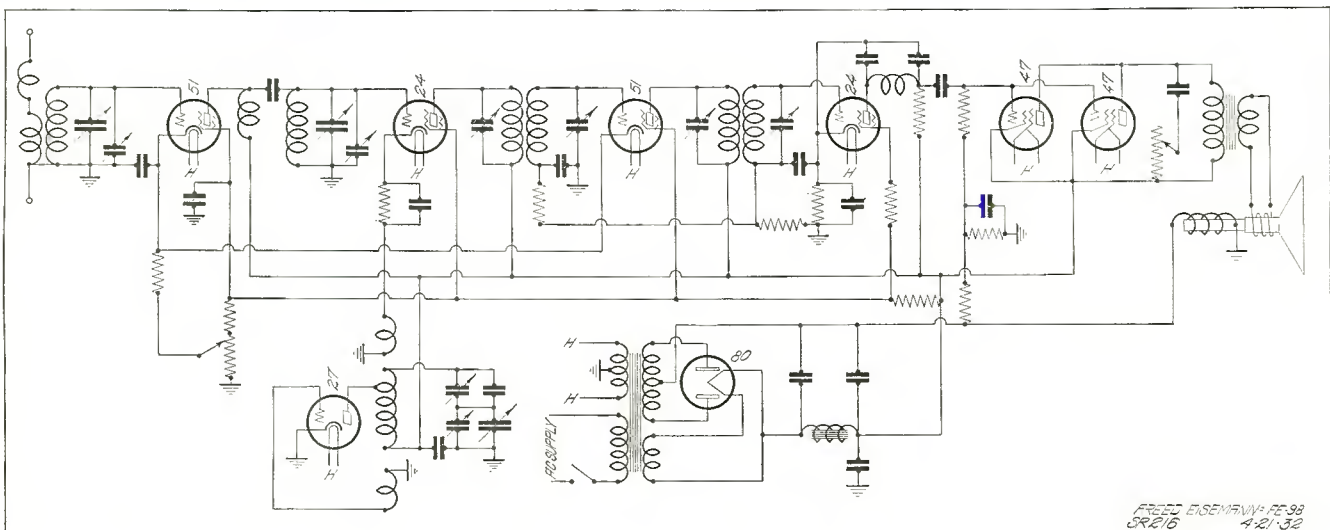 51
24
51
24
47
47
H
H
H
H
H
H
27
H
H
H
80
AC SUPPLY
FREED EISEMANN= FE-98
SR216 4-21-32